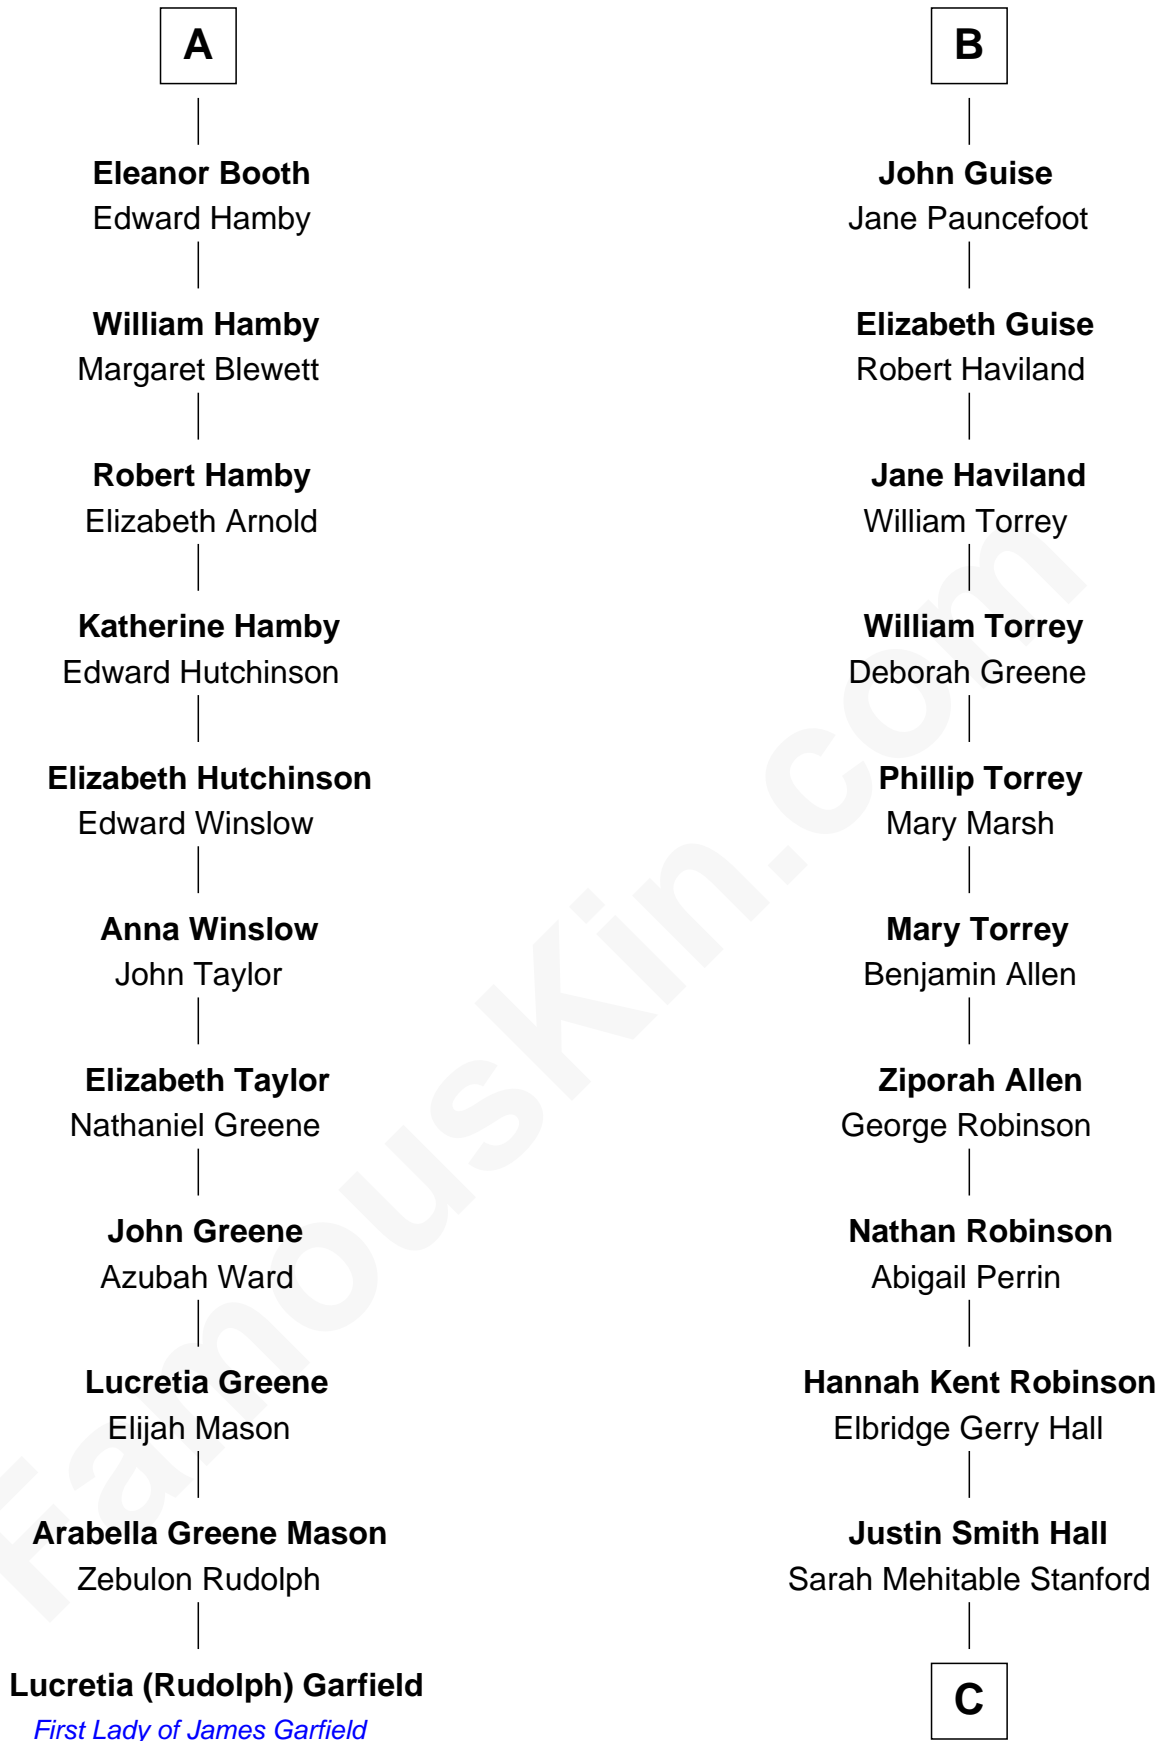 A
Eleanor Booth
Edward Hamby
William Hamby
Margaret Blewett
Robert Hamby
Elizabeth Arnold
Katherine Hamby
Edward Hutchinson
Elizabeth Hutchinson
Edward Winslow
Anna Winslow
John Taylor
Elizabeth Taylor
Nathaniel Greene
John Greene
Azubah Ward
Lucretia Greene
Elijah Mason
Arabella Greene Mason
Zebulon Rudolph
Lucretia (Rudolph) Garfield
First Lady of James Garfield
B
John Guise
Jane Pauncefoot
Elizabeth Guise
Robert Haviland
Jane Haviland
William Torrey
William Torrey
Deborah Greene
Phillip Torrey
Mary Marsh
Mary Torrey
Benjamin Allen
Ziporah Allen
George Robinson
Nathan Robinson
Abigail Perrin
Hannah Kent Robinson
Elbridge Gerry Hall
Justin Smith Hall
Sarah Mehitable Stanford
C
FamousKin.com